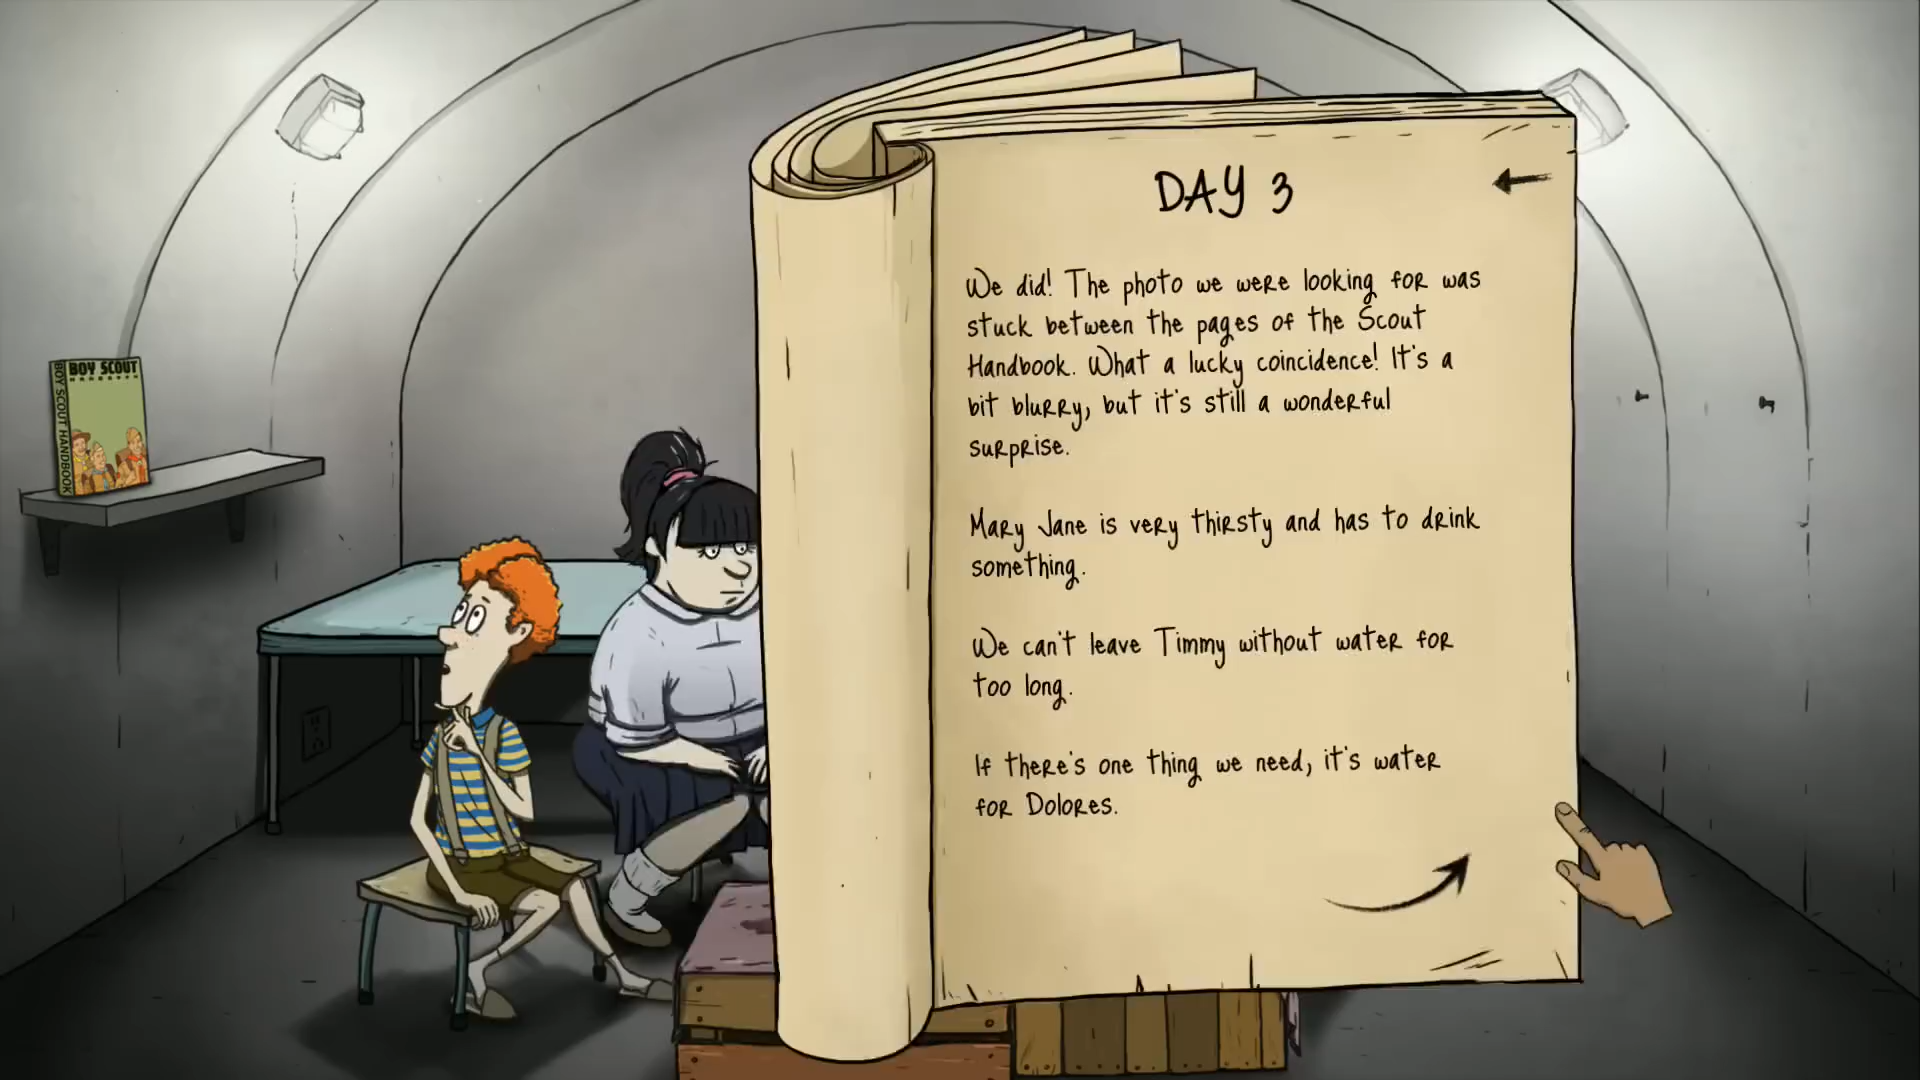 BOY SCOUT
HANDBOOK
BOY SCOUT HANDBOOK
DAY 3
We did! The photo we were looking for was
stuck between the pages of the Scout
Handbook. What a lucky coincidence! It's a
bit blurry, but it's still a wonderful
surprise.
Mary Jane is very thirsty and has to drink
something.
We can't leave Timmy without water for
too long.
If there's one thing we need, it's water
for Dolores.